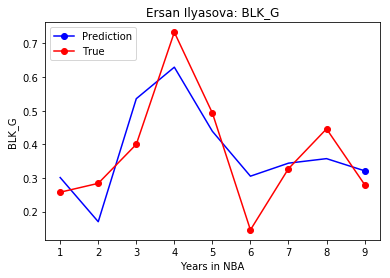 Ersan Ilyasova: BLK_G
Prediction
True
BLK_G
0.7
0.6
0.5
0.4
0.3
0.2
1 2 3 4 5 6 7 8 9
Years in NBA